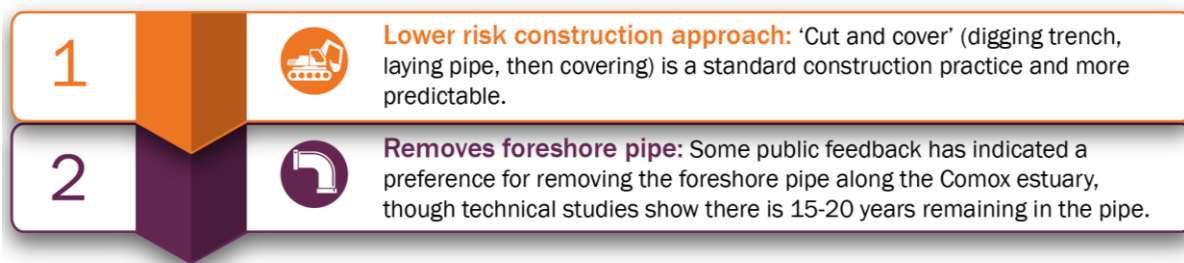 1
Lower risk construction approach: ‘Cut and cover’ (digging trench,
laying pipe, then covering) is a standard construction practice and more
predictable.
2
Removes foreshore pipe: Some public feedback has indicated a
preference for removing the foreshore pipe along the Comox estuary,
though technical studies show there is 15-20 years remaining in the pipe.